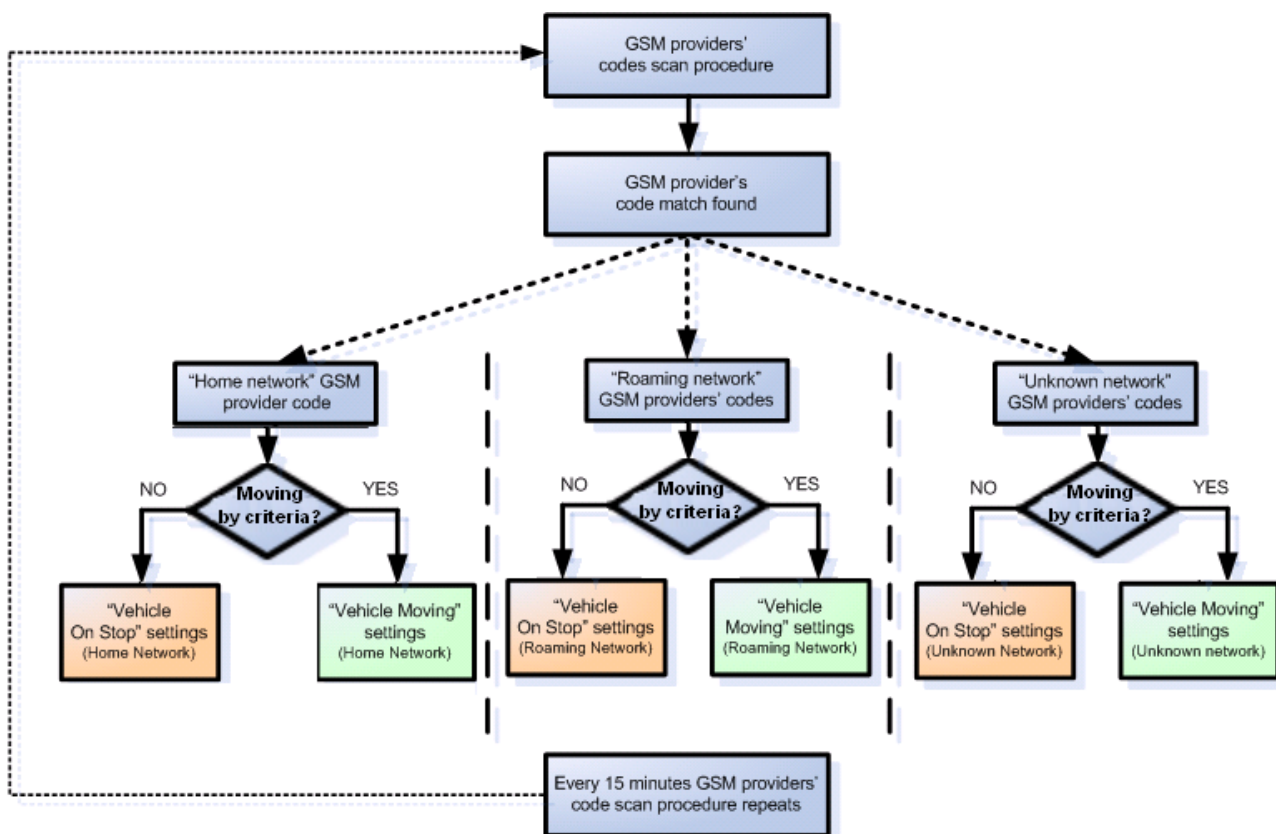 GSM providers'
codes scan procedure
GSM provider's
code match found
“Home network” GSM
provider code
“Roaming network”
GSM providers' codes
“Unknown network”
GSM providers' codes
NO
Moving
by criteria?
YES
NO
Moving
by criteria?
YES
NO
Moving
by criteria?
YES
“Vehicle
On Stop” settings
(Home Network)
“Vehicle Moving”
settings
(Home Network)
“Vehicle
On Stop” settings
(Roaming Network)
“Vehicle
Moving” settings
(Roaming Network)
“Vehicle
On Stop” settings
(Unknown Network)
“Vehicle Moving”
settings
(Unknown network)
Every 15 minutes GSM providers'
code scan procedure repeats